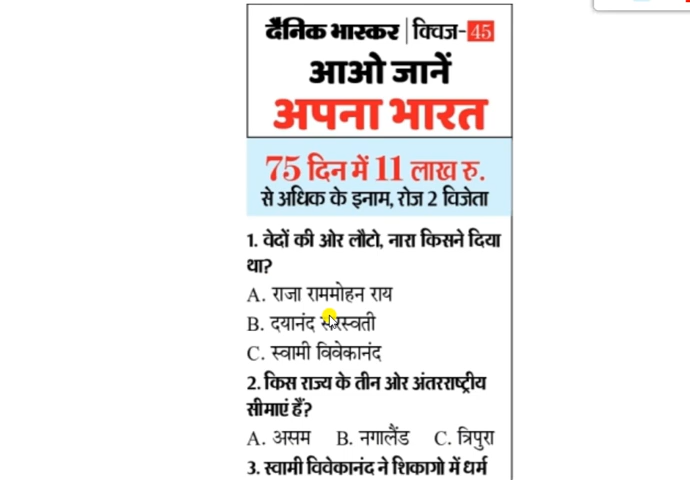 दैनिक भास्कर | क्विज-45
आओ जानें
अपना भारत
75 दिन में 11 लाख रु.
से अधिक के इनाम, रोज 2 विजेता
1. वेदों की ओर लौटो, नारा किसने दिया
था?
A. राजा राममोहन राय
B. दयानंद सरस्वती
C. स्वामी विवेकानंद
2. किस राज्य के तीन ओर अंतरराष्ट्रीय
सीमाएं हैं?
A. असम B. नगालैंड C. त्रिपुरा
3. स्वामी विवेकानंद ने शिकागो में धर्म